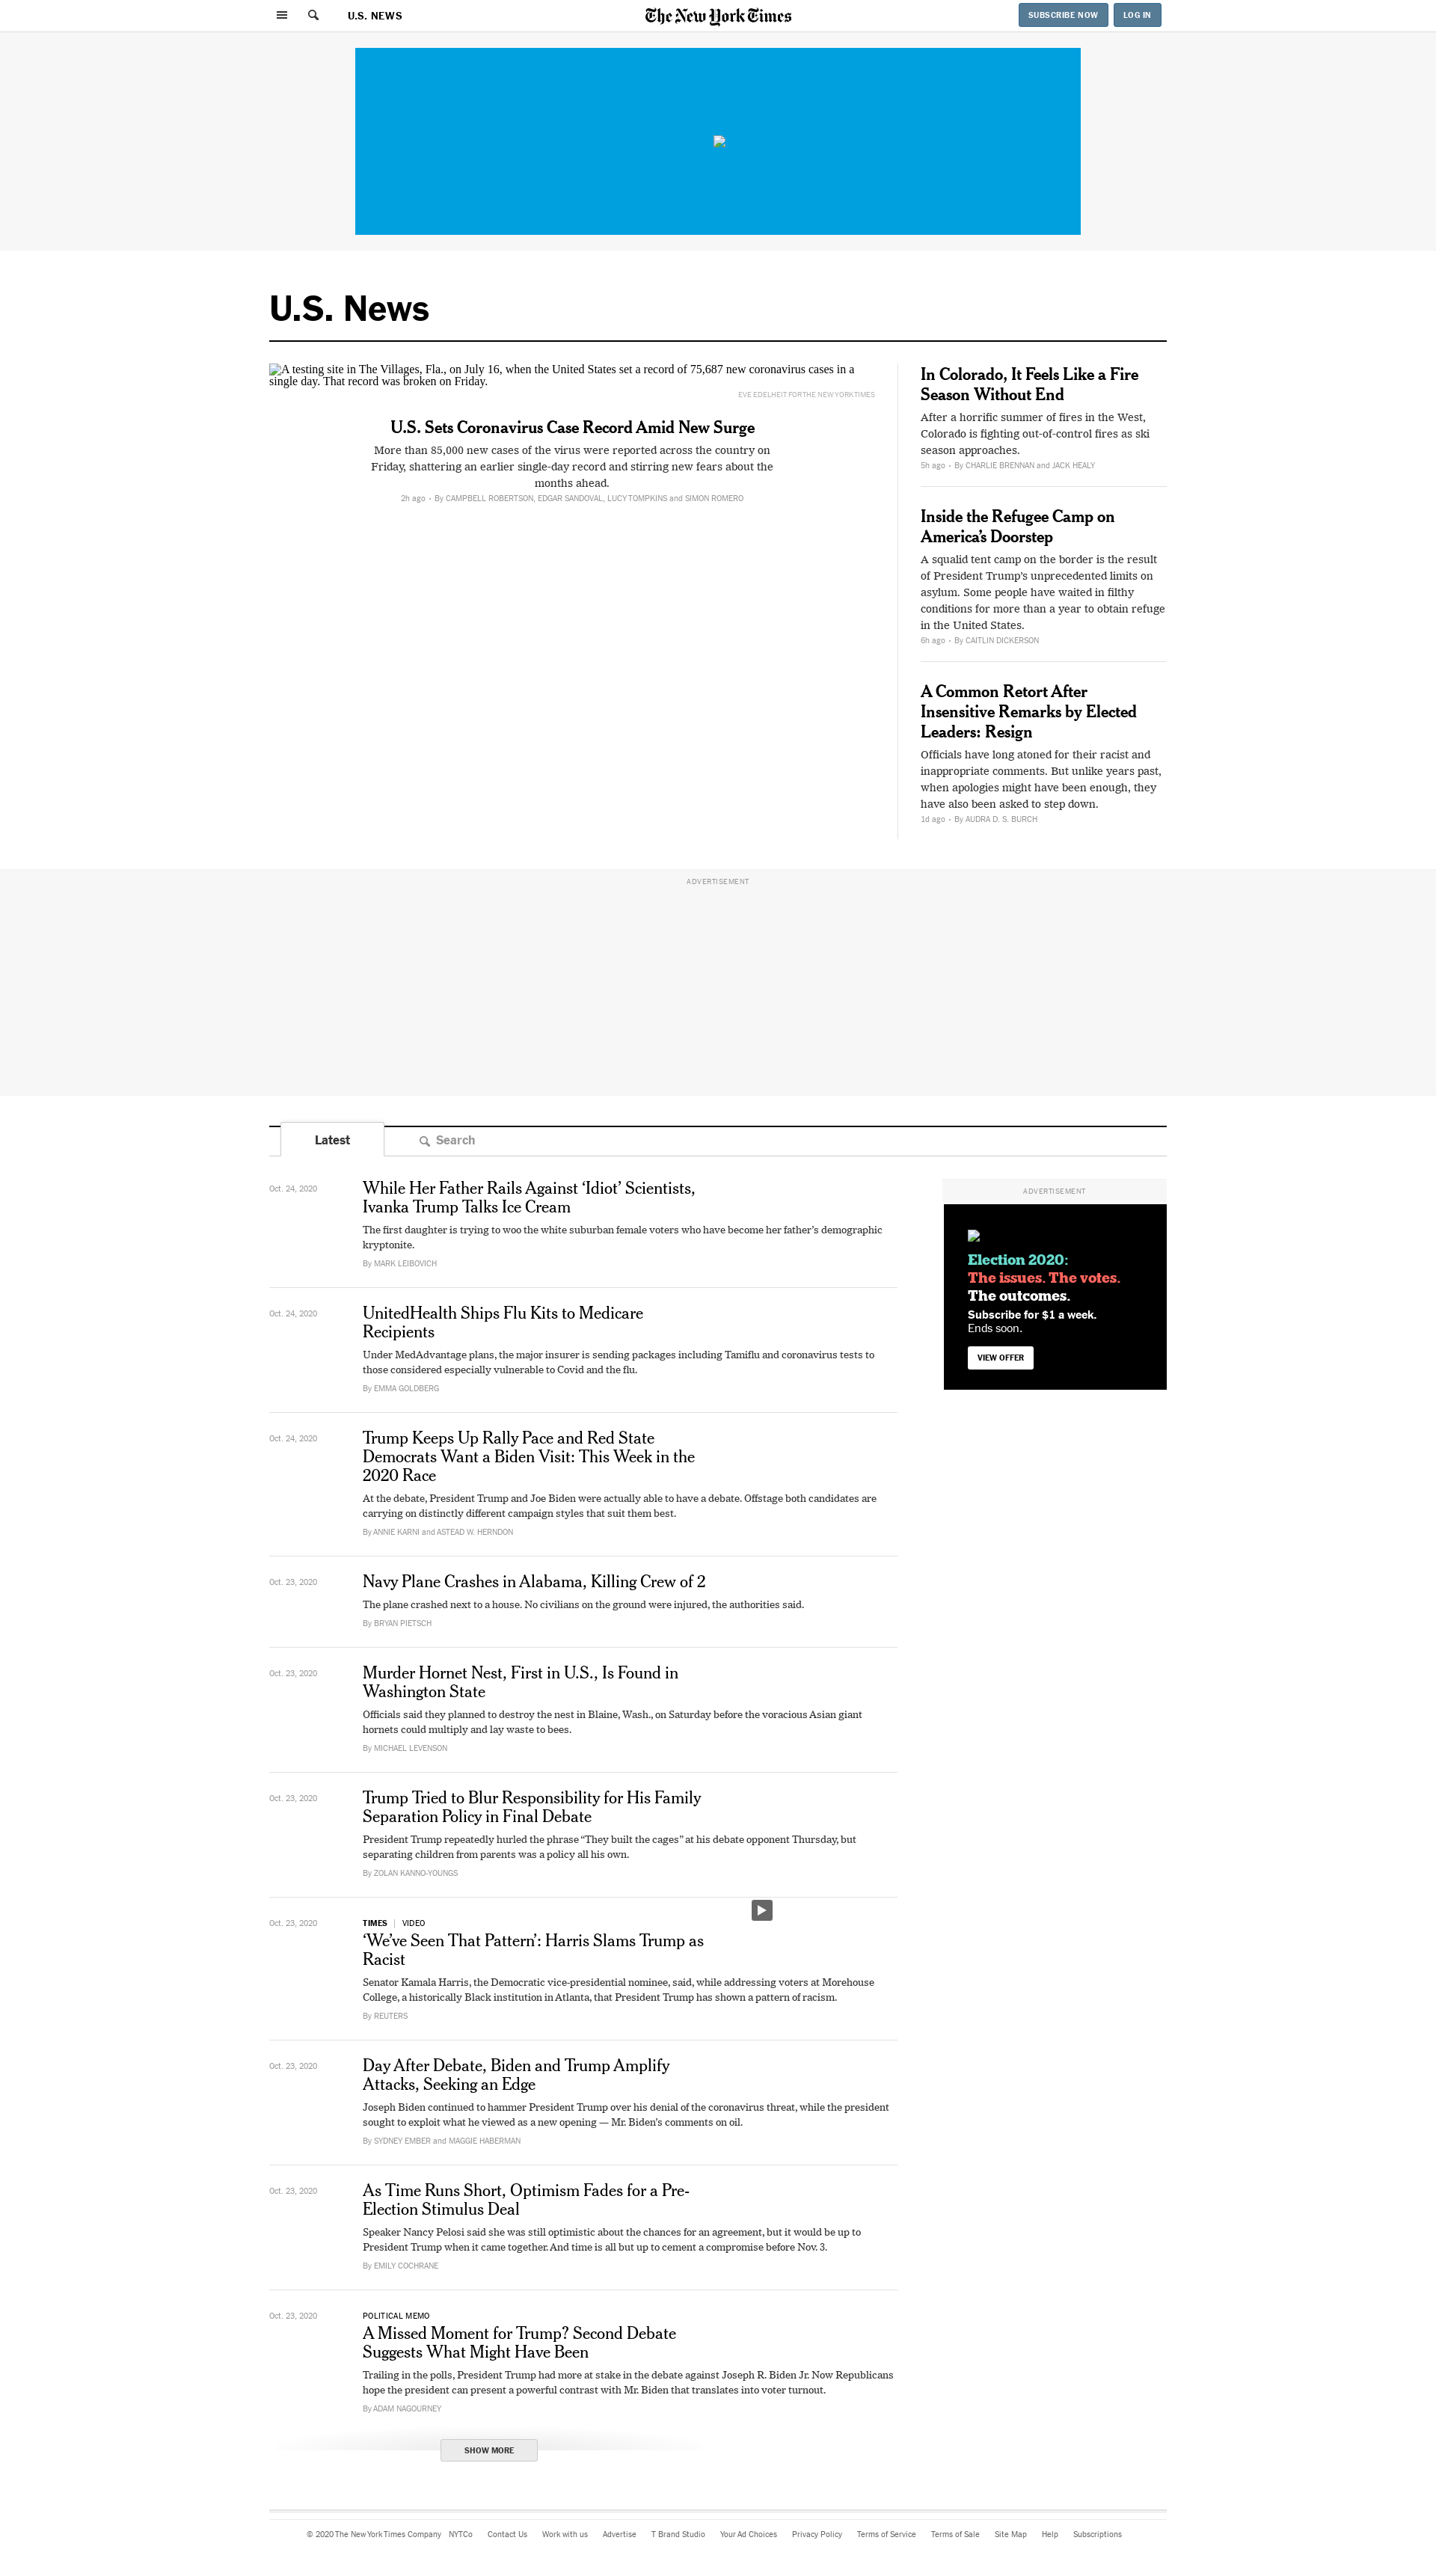 U.S. NEWS
The New York Times
SUBSCRIBE NOW
LOG IN
U.S. News
A testing site in The Villages, Fla., on July 16, when the United States set a record of 75,687 new coronavirus cases in a
single day. That record was broken on Friday.
EVE EDELHEIT FOR THE NEW YORK TIMES
U.S. Sets Coronavirus Case Record Amid New Surge
More than 85,000 new cases of the virus were reported across the country on
Friday, shattering an earlier single-day record and stirring new fears about the
months ahead.
2h ago • By CAMPBELL ROBERTSON, EDGAR SANDOVAL, LUCY TOMPKINS and SIMON ROMERO
In Colorado, It Feels Like a Fire
Season Without End
After a horrific summer of fires in the West,
Colorado is fighting out-of-control fires as ski
season approaches.
5h ago • By CHARLIE BRENNAN and JACK HEALY
Inside the Refugee Camp on
America’s Doorstep
A squalid tent camp on the border is the result
of President Trump’s unprecedented limits on
asylum. Some people have waited in filthy
conditions for more than a year to obtain refuge
in the United States.
6h ago • By CAITLIN DICKERSON
A Common Retort After
Insensitive Remarks by Elected
Leaders: Resign
Officials have long atoned for their racist and
inappropriate comments. But unlike years past,
when apologies might have been enough, they
have also been asked to step down.
1d ago • By AUDRA D. S. BURCH
ADVERTISEMENT
Latest
Search
Oct. 24, 2020
While Her Father Rails Against ‘Idiot’ Scientists,
Ivanka Trump Talks Ice Cream
The first daughter is trying to woo the white suburban female voters who have become her father’s demographic
kryptonite.
By MARK LEIBOVICH
ADVERTISEMENT
Election 2020:
The issues. The votes.
The outcomes.
Subscribe for $1 a week.
Ends soon.
VIEW OFFER
Oct. 24, 2020
UnitedHealth Ships Flu Kits to Medicare
Recipients
Under MedAdvantage plans, the major insurer is sending packages including Tamiflu and coronavirus tests to
those considered especially vulnerable to Covid and the flu.
By EMMA GOLDBERG
Oct. 24, 2020
Trump Keeps Up Rally Pace and Red State
Democrats Want a Biden Visit: This Week in the
2020 Race
At the debate, President Trump and Joe Biden were actually able to have a debate. Offstage both candidates are
carrying on distinctly different campaign styles that suit them best.
By ANNIE KARNI and ASTEAD W. HERNDON
Oct. 23, 2020
Navy Plane Crashes in Alabama, Killing Crew of 2
The plane crashed next to a house. No civilians on the ground were injured, the authorities said.
By BRYAN PIETSCH
Oct. 23, 2020
Murder Hornet Nest, First in U.S., Is Found in
Washington State
Officials said they planned to destroy the nest in Blaine, Wash., on Saturday before the voracious Asian giant
hornets could multiply and lay waste to bees.
By MICHAEL LEVENSON
Oct. 23, 2020
Trump Tried to Blur Responsibility for His Family
Separation Policy in Final Debate
President Trump repeatedly hurled the phrase “They built the cages” at his debate opponent Thursday, but
separating children from parents was a policy all his own.
By ZOLAN KANNO-YOUNGS
Oct. 23, 2020
TIMES | VIDEO
‘We’ve Seen That Pattern’: Harris Slams Trump as
Racist
Senator Kamala Harris, the Democratic vice-presidential nominee, said, while addressing voters at Morehouse
College, a historically Black institution in Atlanta, that President Trump has shown a pattern of racism.
By REUTERS
Oct. 23, 2020
Day After Debate, Biden and Trump Amplify
Attacks, Seeking an Edge
Joseph Biden continued to hammer President Trump over his denial of the coronavirus threat, while the president
sought to exploit what he viewed as a new opening — Mr. Biden’s comments on oil.
By SYDNEY EMBER and MAGGIE HABERMAN
Oct. 23, 2020
As Time Runs Short, Optimism Fades for a Pre-
Election Stimulus Deal
Speaker Nancy Pelosi said she was still optimistic about the chances for an agreement, but it would be up to
President Trump when it came together. And time is all but up to cement a compromise before Nov. 3.
By EMILY COCHRANE
Oct. 23, 2020
POLITICAL MEMO
A Missed Moment for Trump? Second Debate
Suggests What Might Have Been
Trailing in the polls, President Trump had more at stake in the debate against Joseph R. Biden Jr. Now Republicans
hope the president can present a powerful contrast with Mr. Biden that translates into voter turnout.
By ADAM NAGOURNEY
SHOW MORE
© 2020 The New York Times Company NYTCo Contact Us Work with us Advertise T Brand Studio Your Ad Choices Privacy Policy Terms of Service Terms of Sale Site Map Help Subscriptions